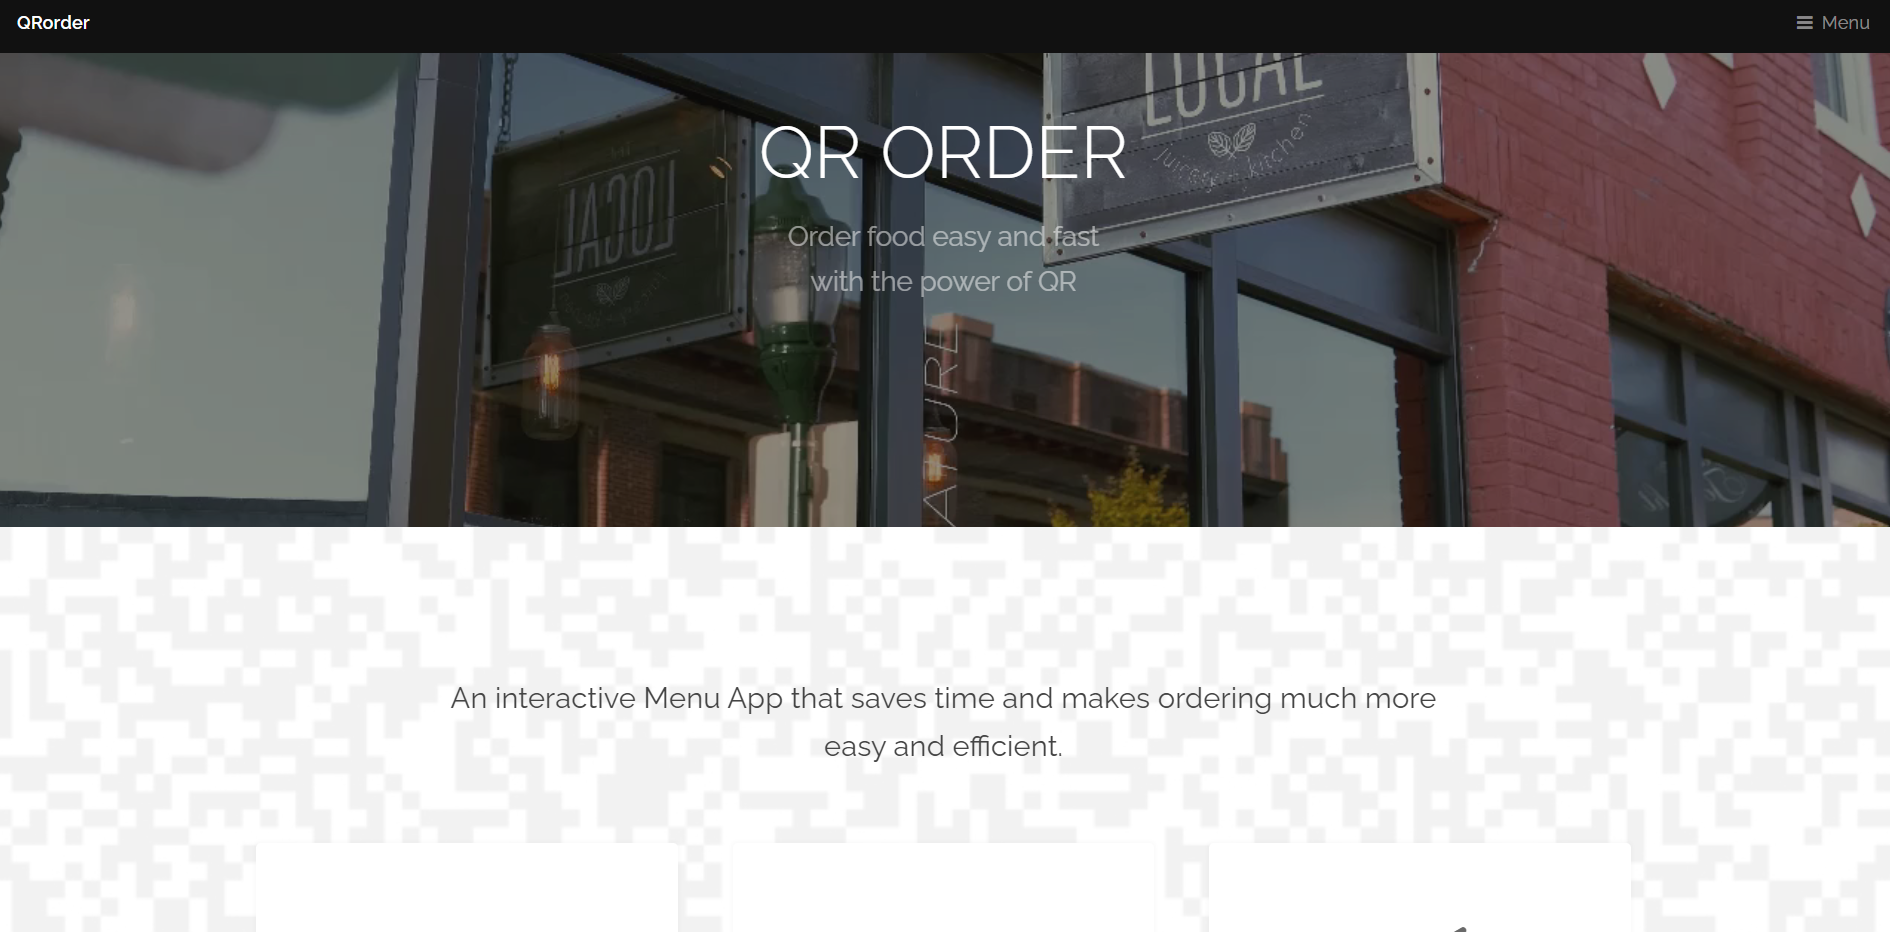 QRorder
Menu
LOCAL
QR ORDER
kitchen
LOCAL
Order food easy and fast
with the power of QR
An interactive Menu App that saves time and makes ordering much more
easy and efficient.